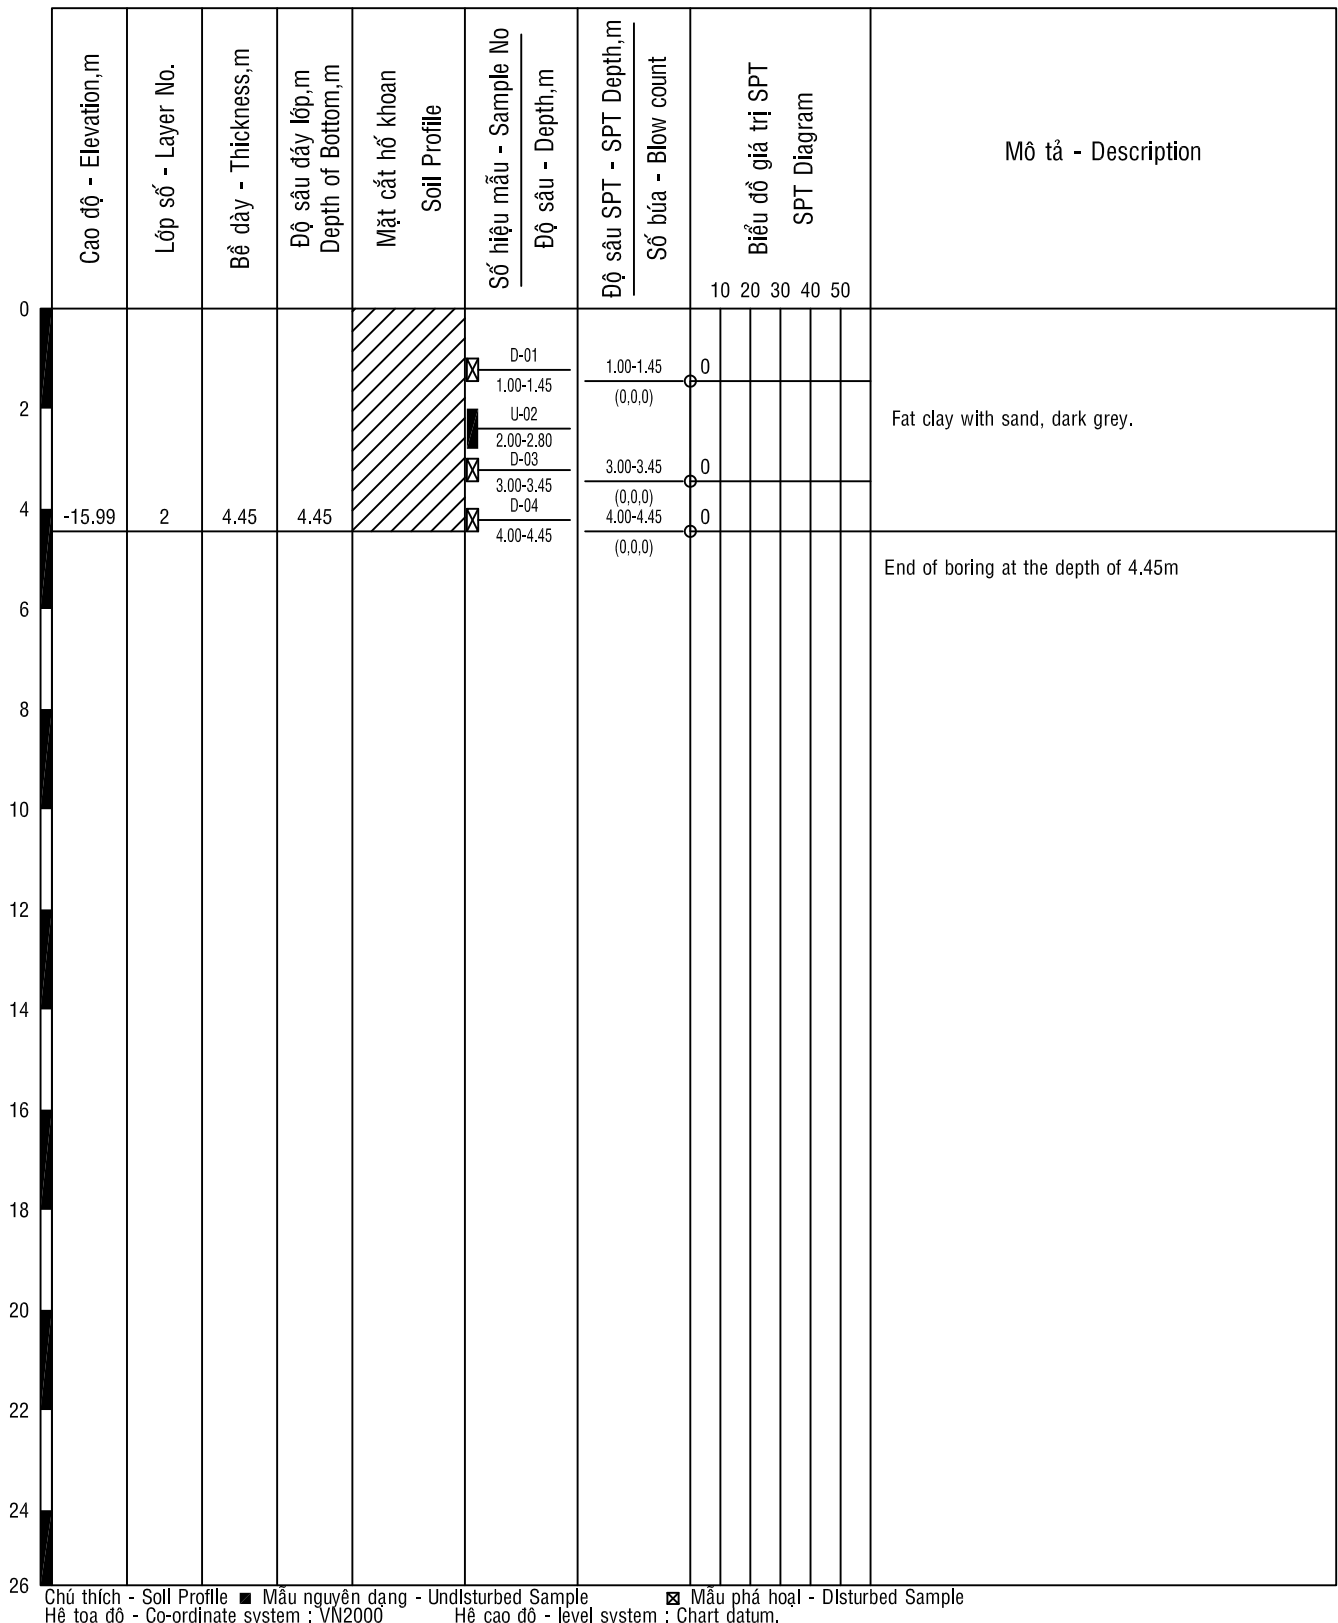 Cao độ - Elevation,m
Lớp số - Layer No.
Bề dày - Thickness,m
Độ sâu đáy lớp,m
Depth of Bottom,m
Mặt cắt hố khoan
Soil Profile
Số hiệu mẫu - Sample No
Độ sâu - Depth,m
Độ sâu SPT - SPT Depth,m
Số búa - Blow count
Biểu đồ giá trị SPT
SPT Diagram
10 20 30 40 50
Mô tả - Description
0
D-01
1.00-1.45
1.00-1.45
(0,0,0)
0
2
U-02
2.00-2.80
Fat clay with sand, dark grey.
D-03
3.00-3.45
3.00-3.45
(0,0,0)
0
4
-15.99 2 4.45 4.45
D-04
4.00-4.45
4.00-4.45
(0,0,0)
0
End of boring at the depth of 4.45m
6
8
10
12
14
16
18
20
22
24
26
Chú thích - Soil Profile Mẫu nguyên dạng - Undisturbed Sample Mẫu phá hoại - Disturbed Sample
Hệ tọa độ - Co-ordinate system : VN2000 Hệ cao độ - level system : Chart datum.